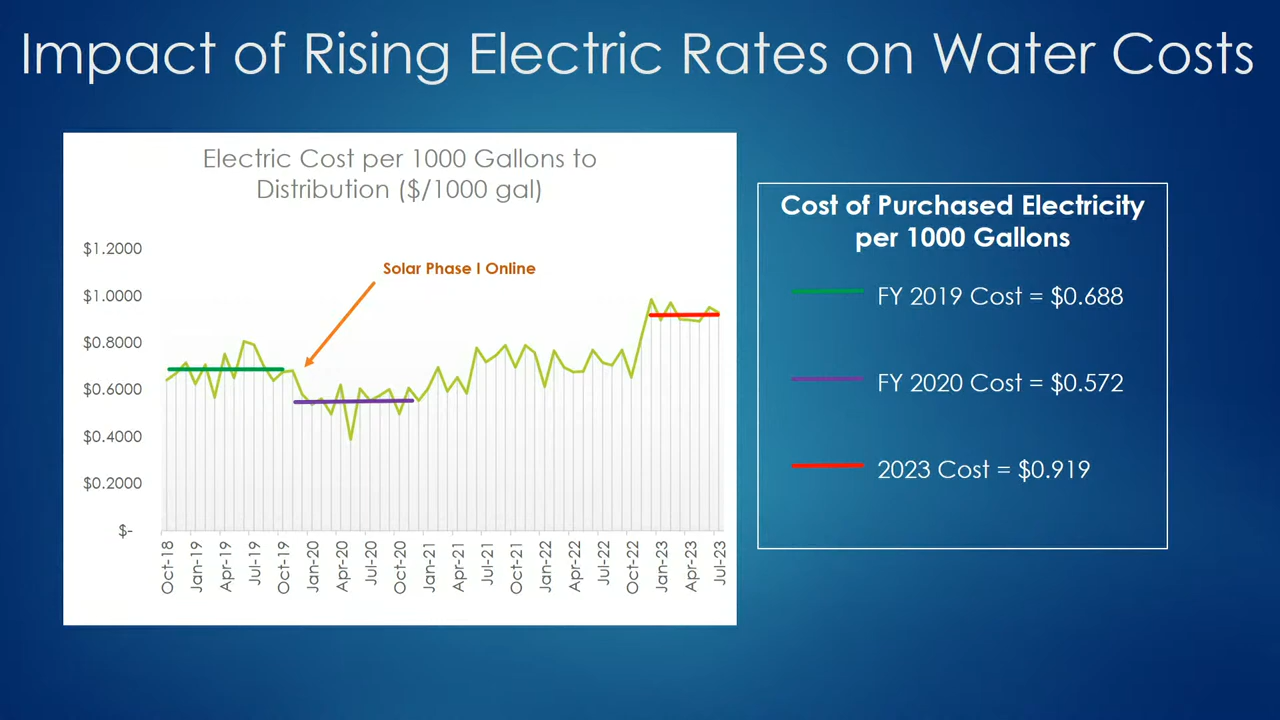 Impact of Rising Electric Rates on Water Costs
Electric Cost per 1000 Gallons to
Distribution ($/1000 gal)
$1.2000
$1.0000
$0.8000
$0.6000
$0.4000
$0.2000
$-
Solar Phase I Online
Oct-18
Jan-19
Apr-19
Jul-19
Oct-19
Jan-20
Apr-20
Jul-20
Oct-20
Jan-21
Apr-21
Jul-21
Oct-21
Jan-22
Apr-22
Jul-22
Oct-22
Jan-23
Apr-23
Jul-23
Cost of Purchased Electricity
per 1000 Gallons
FY 2019 Cost = $0.688
FY 2020 Cost = $0.572
2023 Cost = $0.919